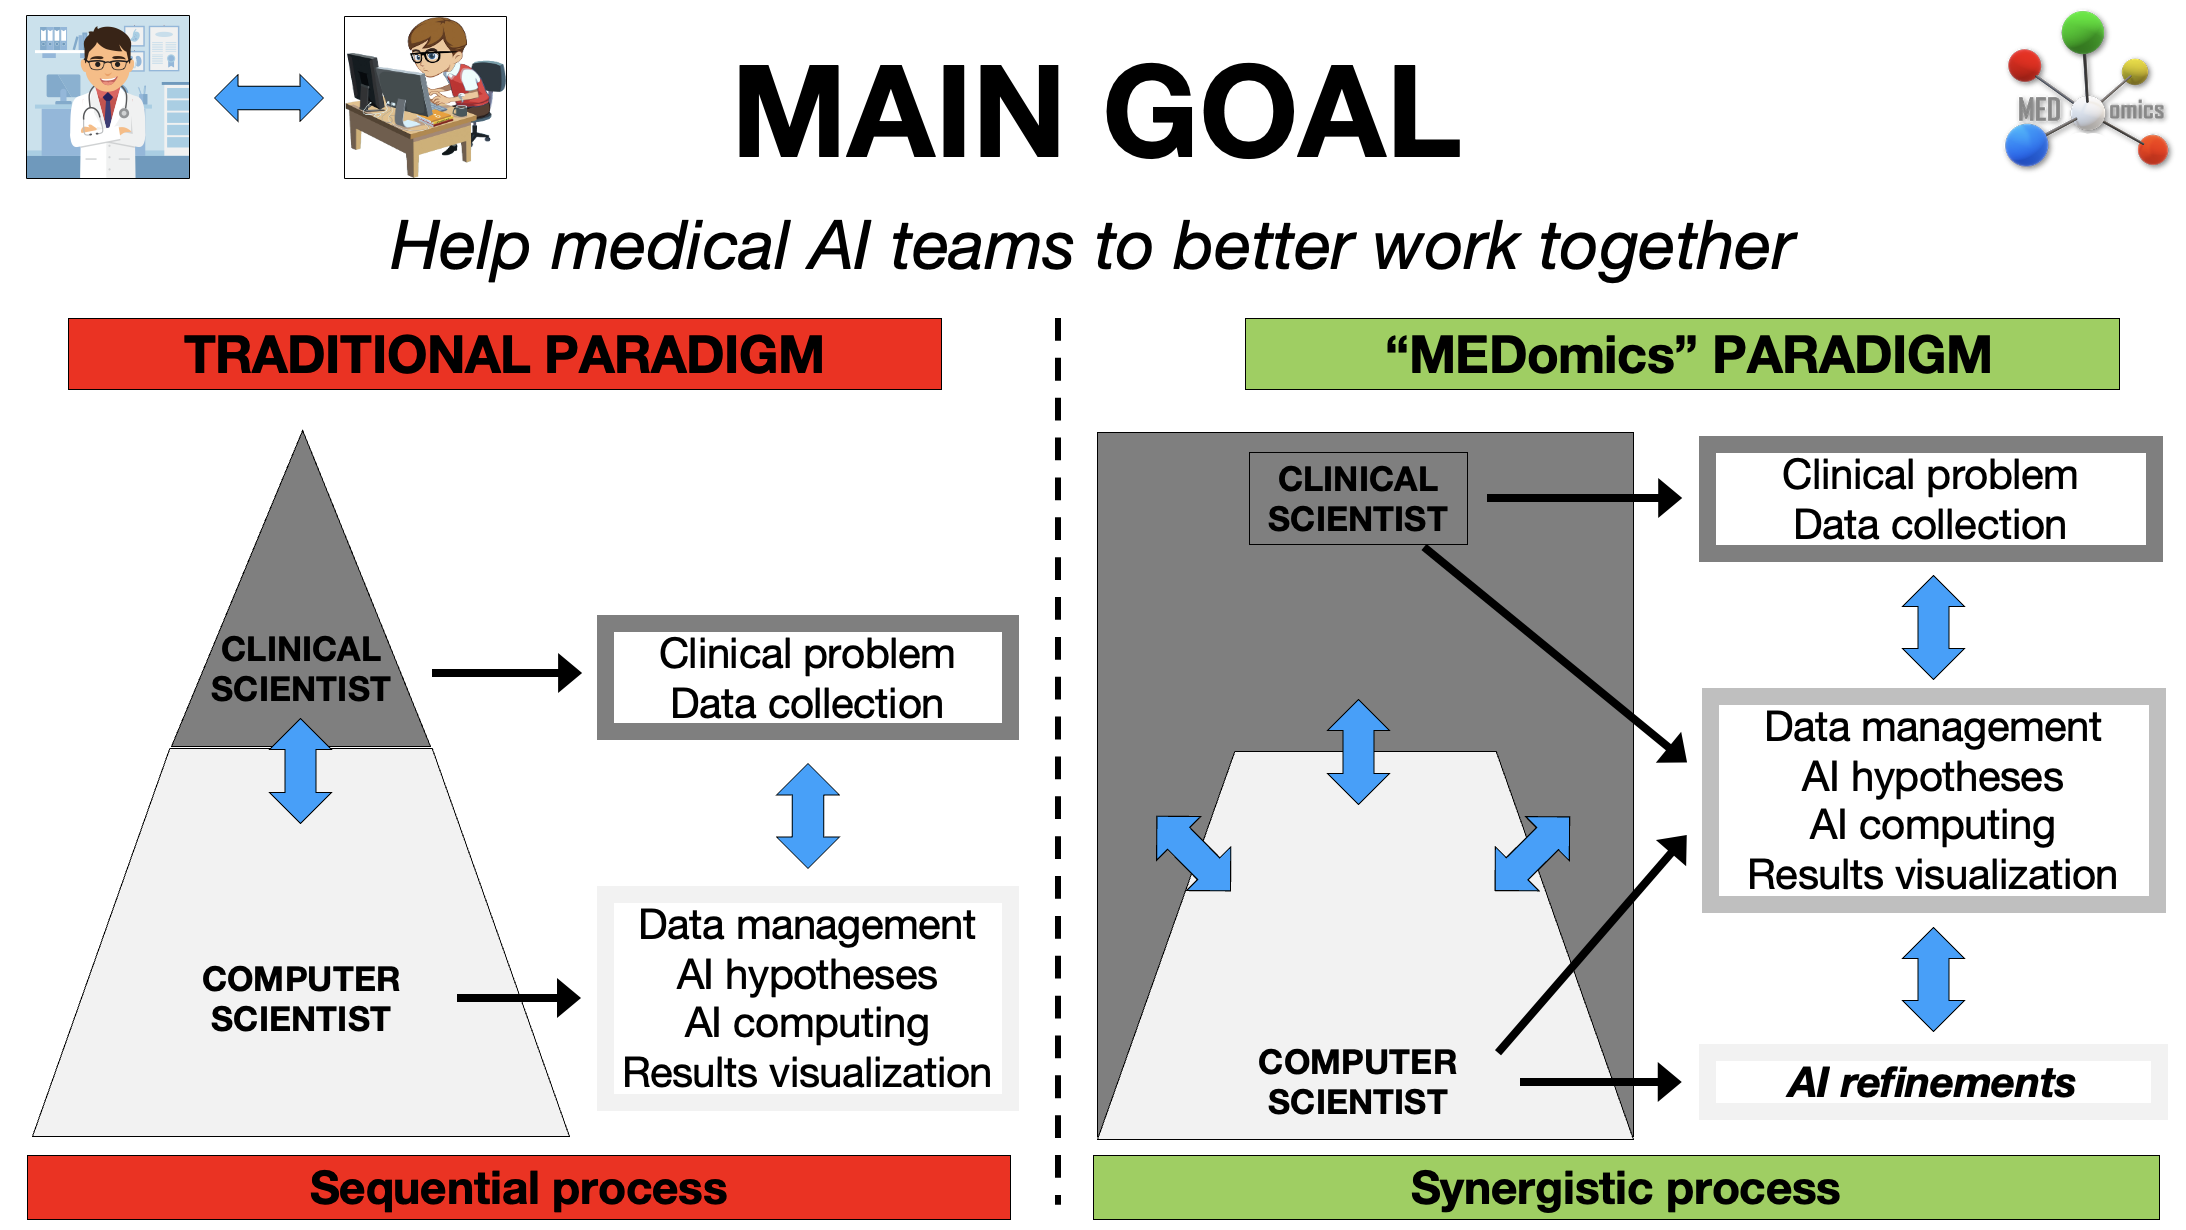 MAIN GOAL
MED omics
Help medical AI teams to better work together
TRADITIONAL PARADIGM
CLINICAL
SCIENTIST
Clinical problem
Data collection
COMPUTER
SCIENTIST
Data management
AI hypotheses
AI computing
Results visualization
Sequential process
“MEDomics” PARADIGM
CLINICAL
SCIENTIST
Clinical problem
Data collection
Data management
AI hypotheses
AI computing
Results visualization
COMPUTER
SCIENTIST
AI refinements
Synergistic process